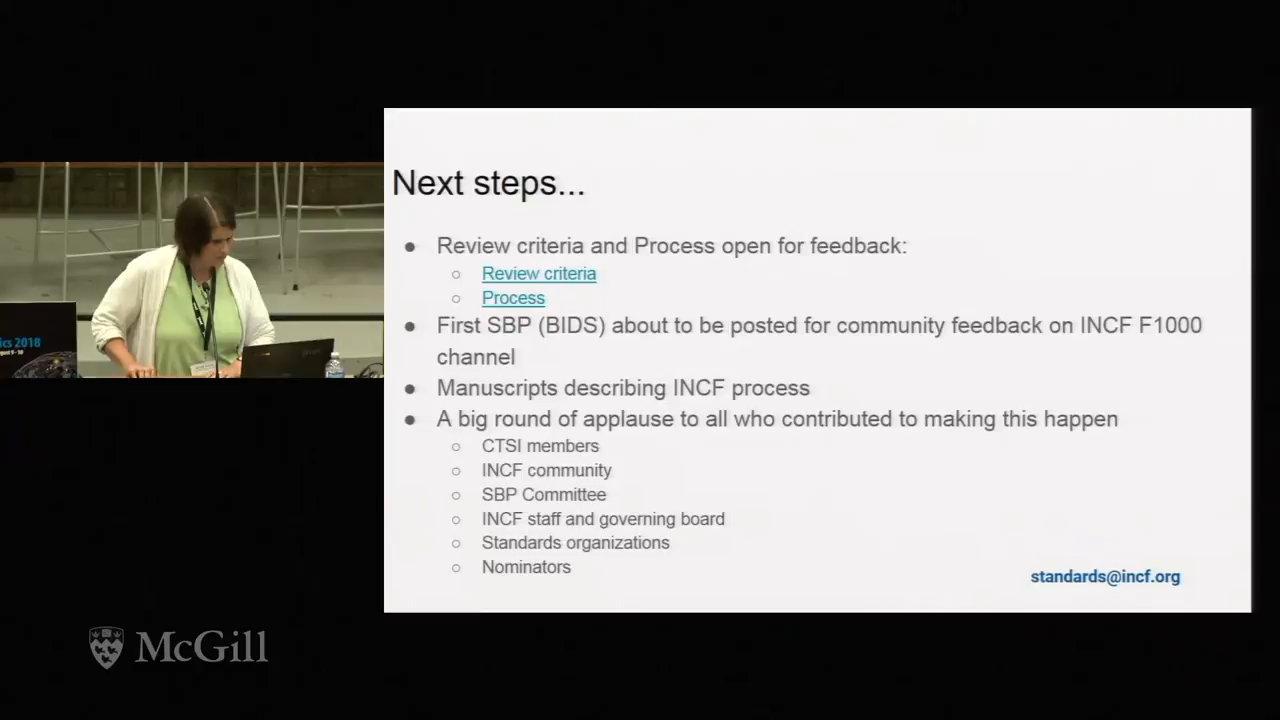 Next steps...
● Review criteria and Process open for feedback:
○ Review criteria
○ Process
● First SBP (BIDS) about to be posted for community feedback on INCF F1000
channel
● Manuscripts describing INCF process
● A big round of applause to all who contributed to making this happen
○ CTSI members
○ INCF community
○ SBP Committee
○ INCF staff and governing board
○ Standards organizations
○ Nominators
standards@incf.org
ics 2018
McGill